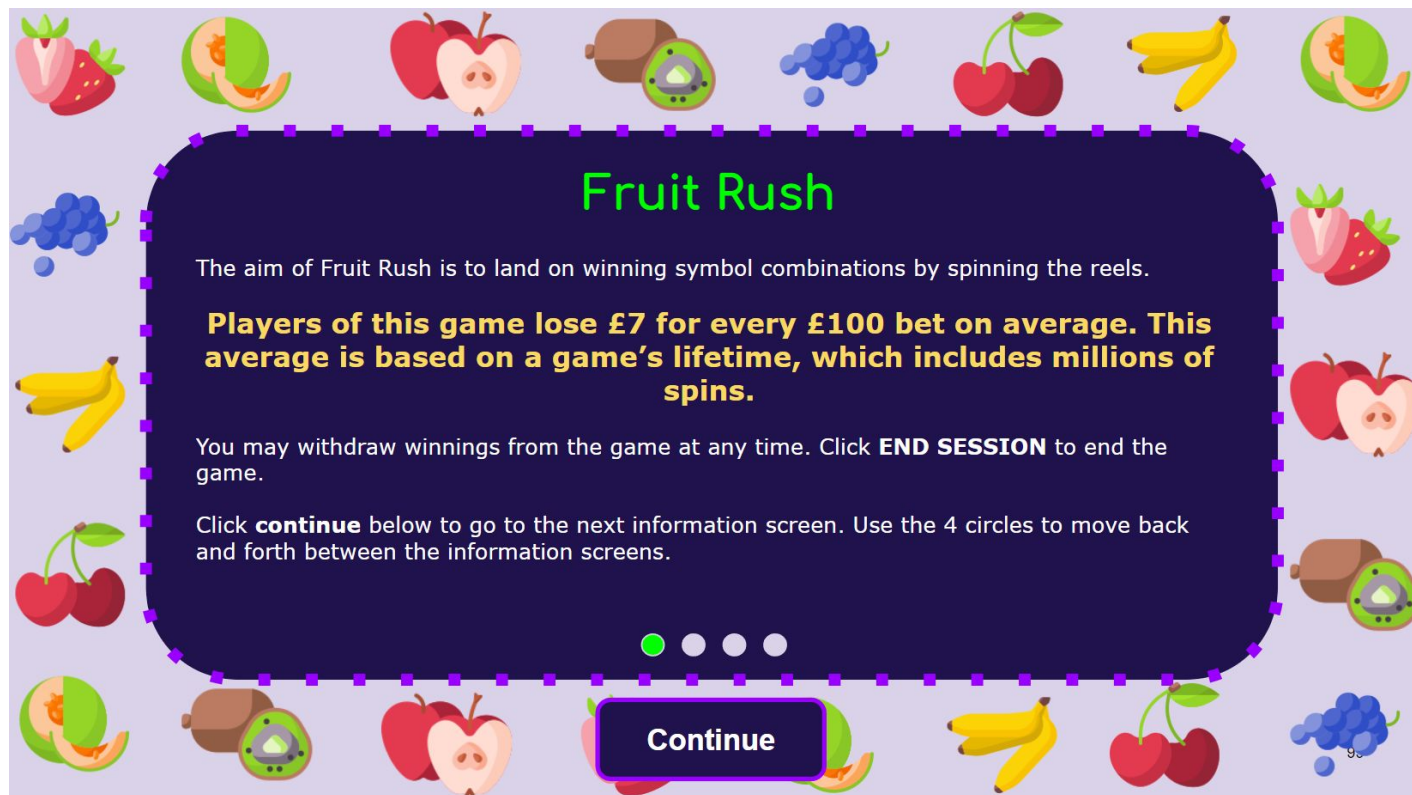 Fruit Rush
The aim of Fruit Rush is to land on winning symbol combinations by spinning the reels.
Players of this game lose £7 for every £100 bet on average. This
average is based on a game’s lifetime, which includes millions of
spins.
You may withdraw winnings from the game at any time. Click END SESSION to end the
game.
Click continue below to go to the next information screen. Use the 4 circles to move back
and forth between the information screens.
Continue